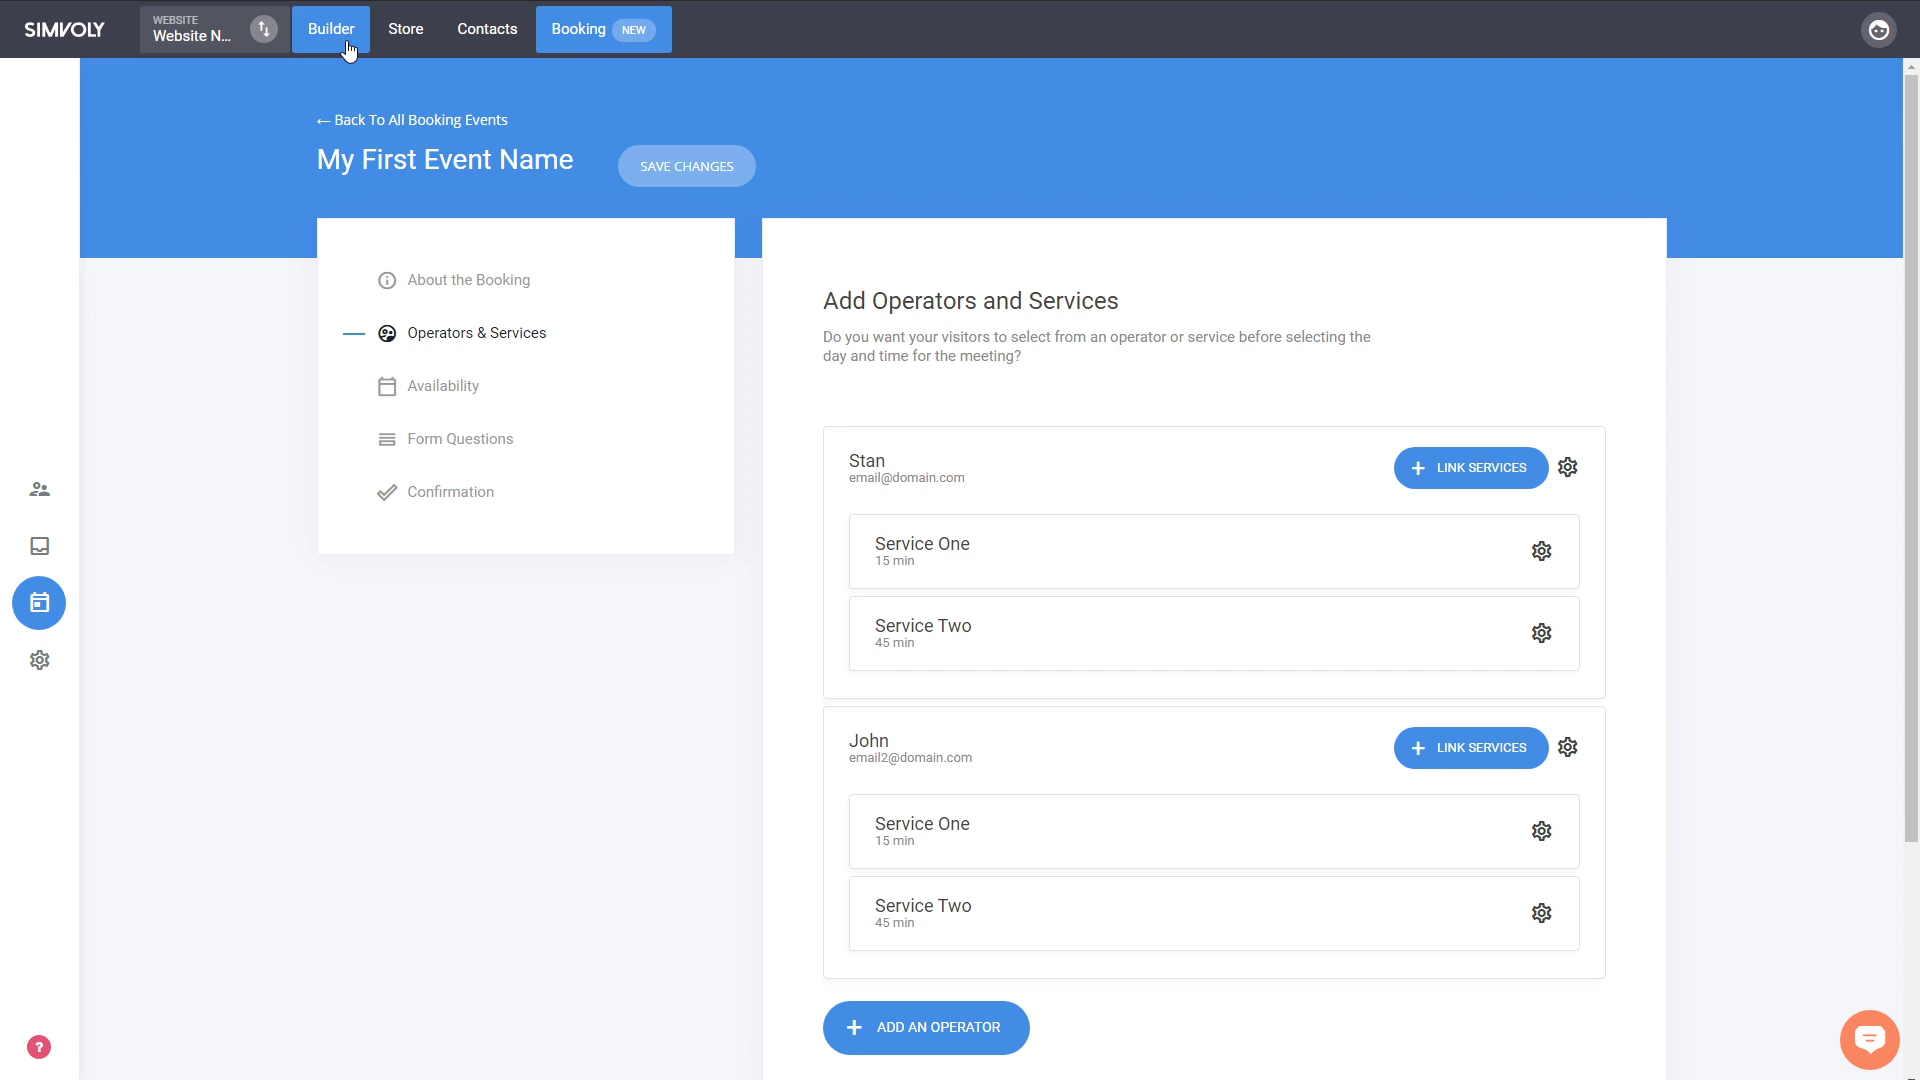 SIMVOLY
WEBSITE
Website N...
Builder
Store
Contacts
Booking NEW
← Back To All Booking Events
My First Event Name
SAVE CHANGES
About the Booking
Operators & Services
Availability
Form Questions
Confirmation
Add Operators and Services
Do you want your visitors to select from an operator or service before selecting the
day and time for the meeting?
Stan
email@domain.com
+ LINK SERVICES
Service One
15 min
Service Two
45 min
John
email2@domain.com
+ LINK SERVICES
Service One
15 min
Service Two
45 min
+ ADD AN OPERATOR
?